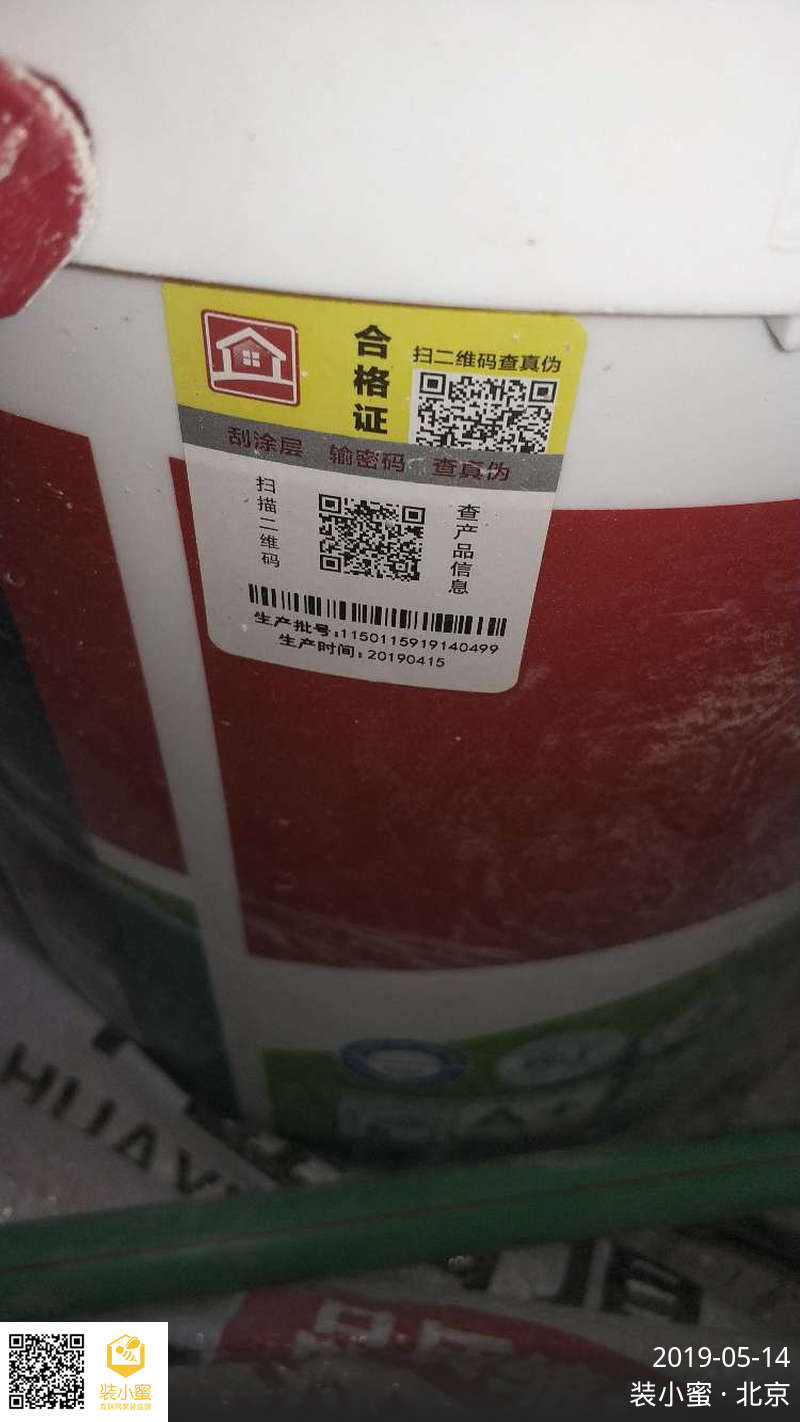 合格证
扫二维码查真伪
刮涂层 输密码 查真伪
扫描二维码
查产品信息
生产批号:1150115919140499
生产时间:20190415
HUAY
2019-05-14
装小蜜·北京
装小蜜